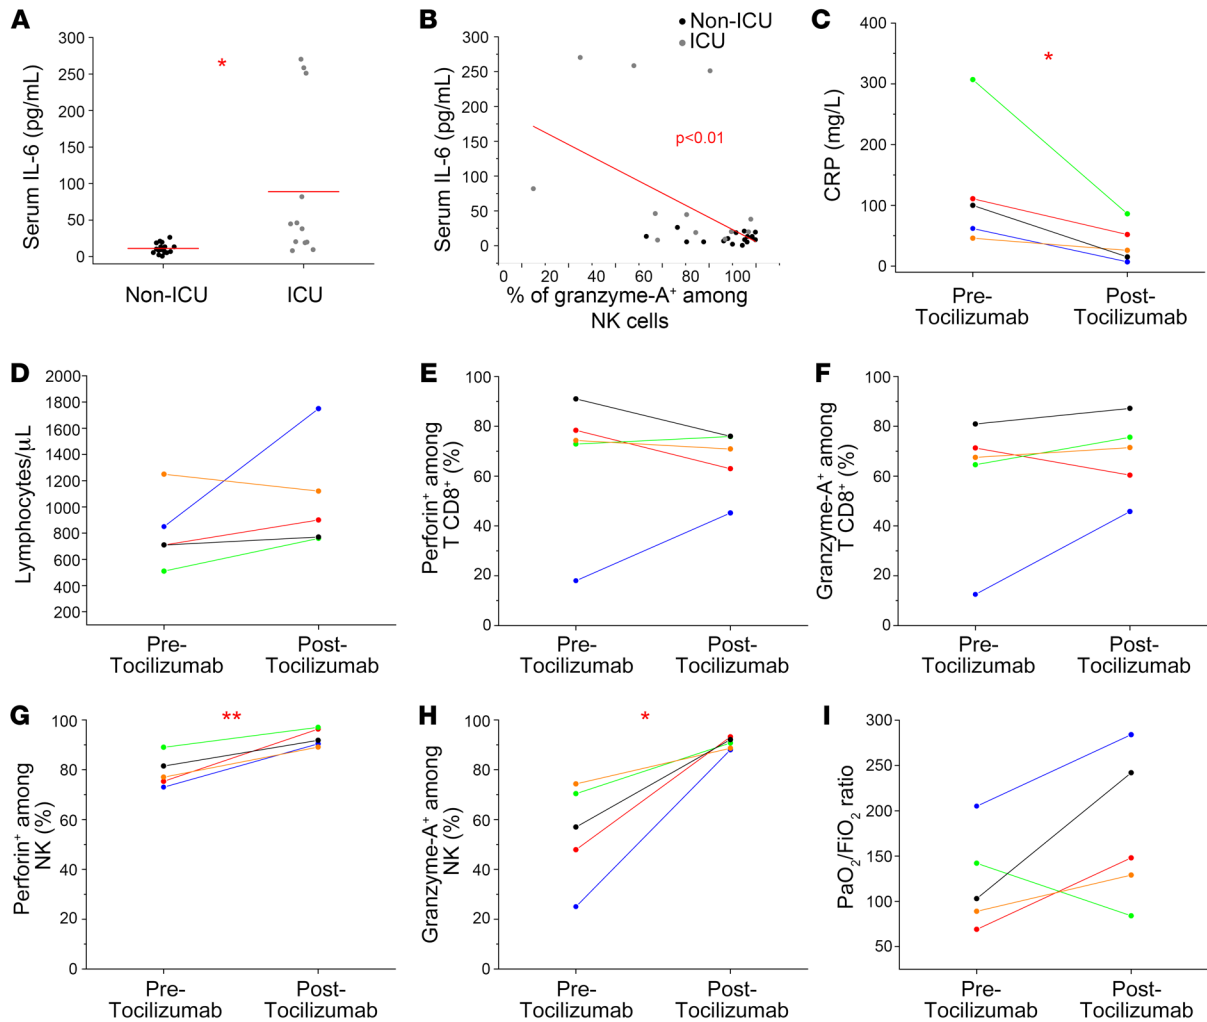 A
Serum IL-6 (pg/mL)
300
250
200
150
100
50
0
*
Non-ICU
ICU
B
Non-ICU
ICU
Serum IL-6 (pg/mL)
300
250
200
150
100
50
0
p<0.01
0
20
40
60
80
100
% of granzyme-A⁺ among
NK cells
C
CRP (mg/L)
400
300
200
100
0
*
Pre-
Tocilizumab
Post-
Tocilizumab
D
Lymphocytes/μL
2000
1800
1600
1400
1200
1000
800
600
400
200
Pre-
Tocilizumab
Post-
Tocilizumab
E
Perforin⁺ among
T CD8⁺ (%)
100
80
60
40
20
0
Pre-
Tocilizumab
Post-
Tocilizumab
F
Granzyme-A⁺ among
T CD8⁺ (%)
100
80
60
40
20
0
Pre-
Tocilizumab
Post-
Tocilizumab
G
Perforin⁺ among
NK (%)
100
80
60
40
20
0
**
Pre-
Tocilizumab
Post-
Tocilizumab
H
Granzyme-A⁺ among
NK (%)
100
80
60
40
20
0
*
Pre-
Tocilizumab
Post-
Tocilizumab
I
PaO₂/FiO₂ ratio
300
250
200
150
100
50
Pre-
Tocilizumab
Post-
Tocilizumab